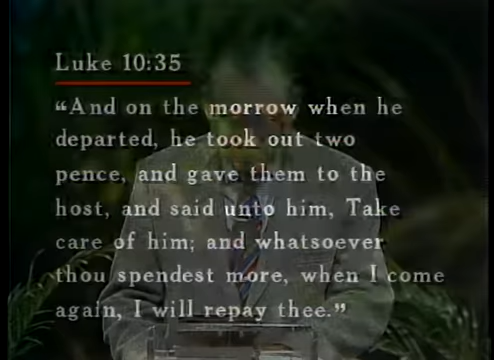 Luke 10:35
“And on the morrow when he
departed, he took out two
pence, and gave them to the
host, and said unto him, Take
care of him; and whatsoever
thou spendest more, when I come
again, I will repay thee.”